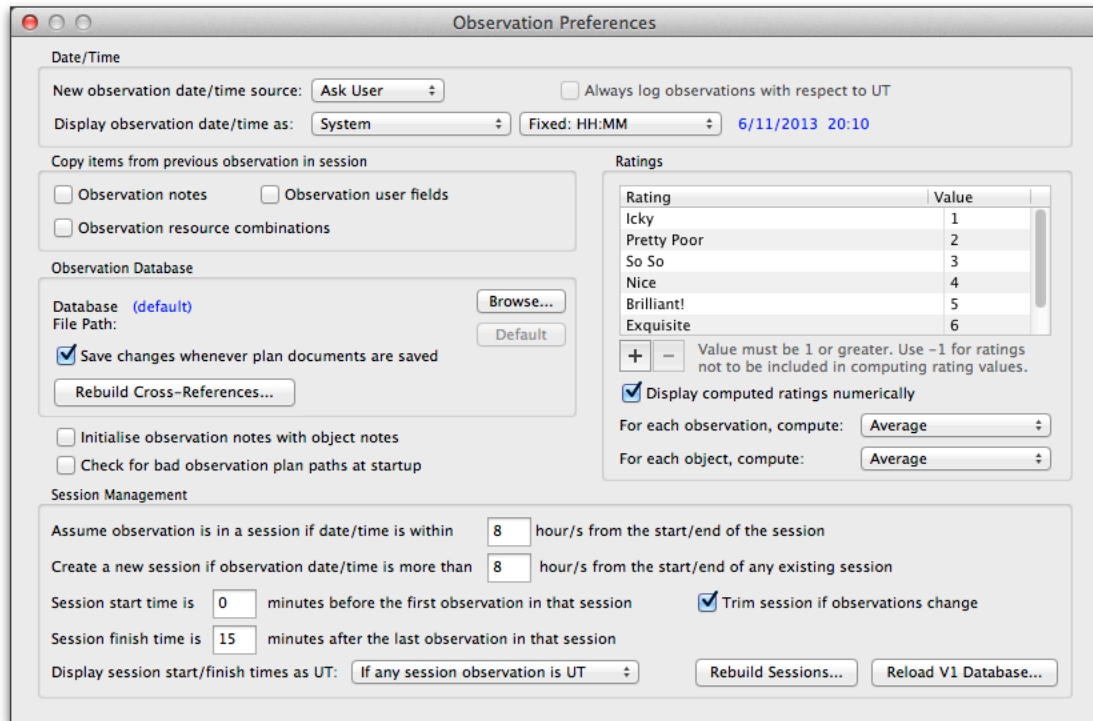 Observation Preferences
Date/Time
New observation date/time source: Ask User Always log observations with respect to UT
Display observation date/time as: System Fixed: HH:MM 6/11/2013 20:10
Copy items from previous observation in session
Observation notes Observation user fields
Observation resource combinations
Observation Database
Database (default)
File Path:
Browse...
Default
Save changes whenever plan documents are saved
Rebuild Cross-References...
Initialise observation notes with object notes
Check for bad observation plan paths at startup
Ratings
Rating Value
Icky 1
Pretty Poor 2
So So 3
Nice 4
Brilliant! 5
Exquisite 6
+ − Value must be 1 or greater. Use −1 for ratings
not to be included in computing rating values.
Display computed ratings numerically
For each observation, compute: Average
For each object, compute: Average
Session Management
Assume observation is in a session if date/time is within 8 hour/s from the start/end of the session
Create a new session if observation date/time is more than 8 hour/s from the start/end of any existing session
Session start time is 0 minutes before the first observation in that session Trim session if observations change
Session finish time is 15 minutes after the last observation in that session
Display session start/finish times as UT: If any session observation is UT Rebuild Sessions... Reload V1 Database...